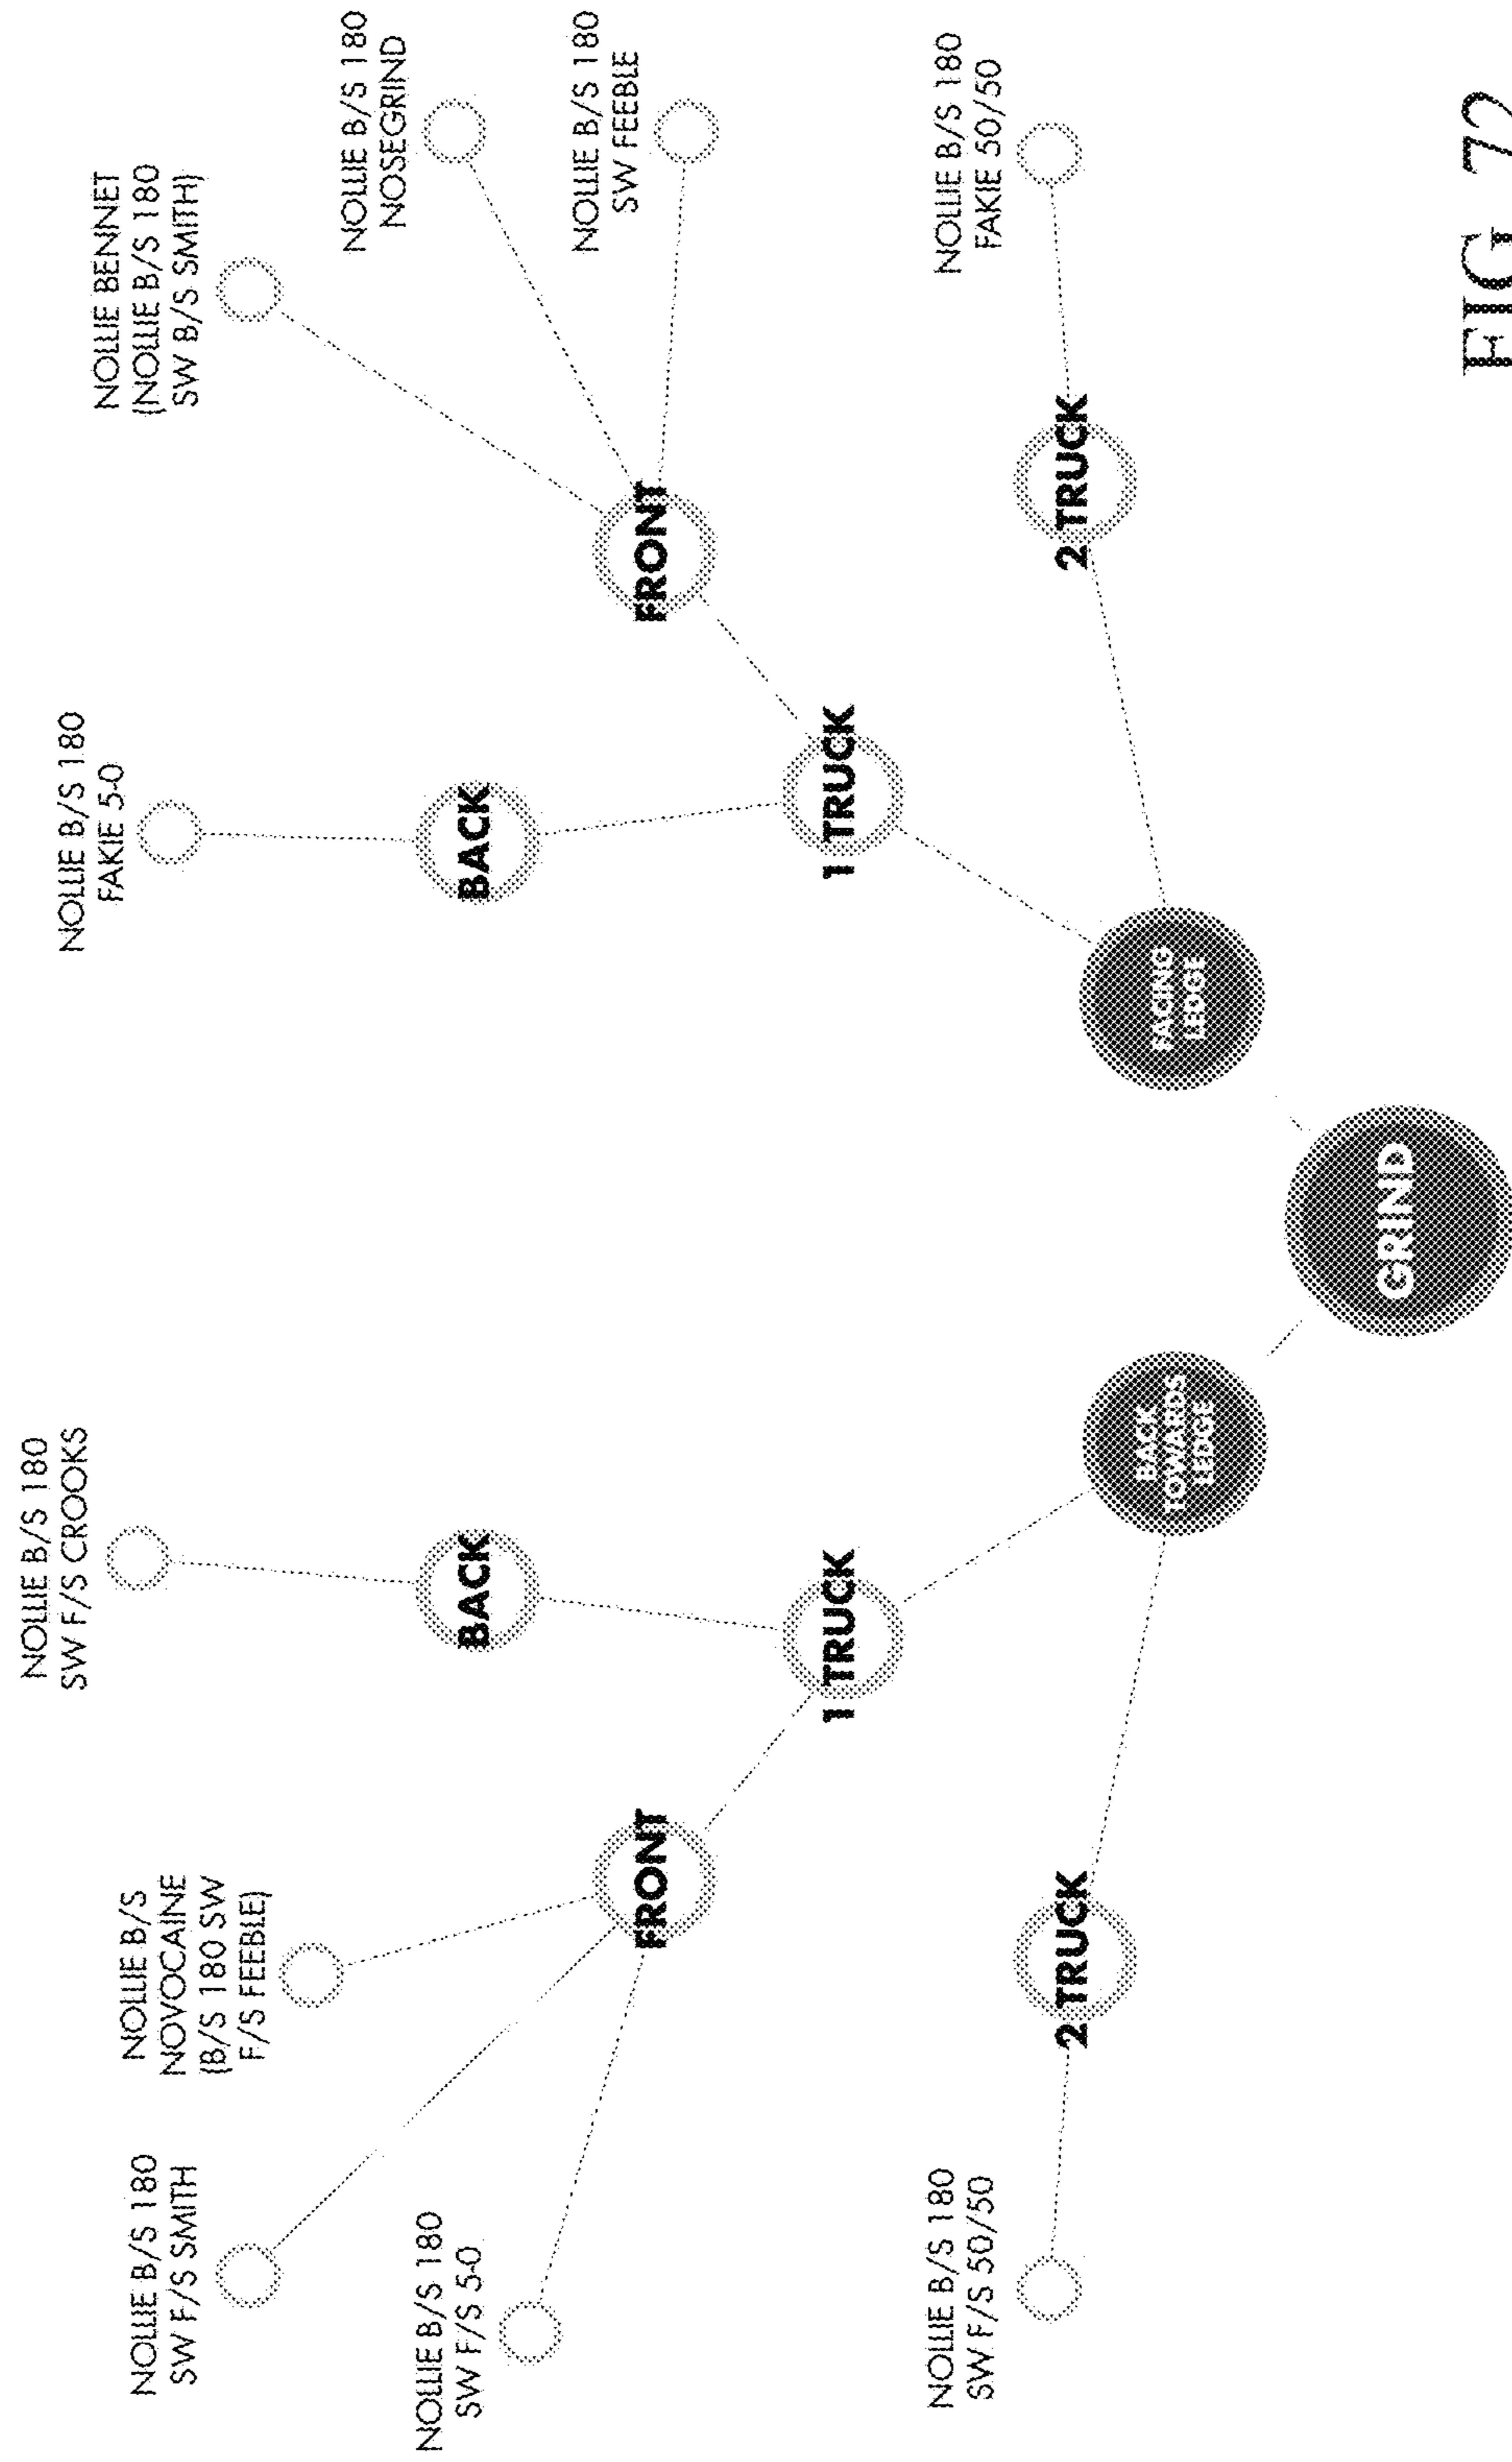 NOLLIE B/S 180
SW F/S CROOKS
NOLLIE B/S 180
FAKIE 5-0
NOLLIE BENNET
(NOLLIE B/S 180
SW B/S SMITH)
NOLLIE B/S
NOVOCAINE
(B/S 180 SW
F/S FEEBLE)
NOLLIE B/S 180
SW F/S SMITH
NOLLIE B/S 180
NOSEGRIND
NOLLIE B/S 180
SW F/S 5-0
BACK
BACK
NOLLIE B/S 180
SW FEEBLE
FRONT
FRONT
1 TRUCK
1 TRUCK
NOLLIE B/S 180
SW F/S 50/50
NOLLIE B/S 180
FAKIE 50/50
2 TRUCK
2 TRUCK
BACK
TOWARDS
LEDGE
FACING
LEDGE
GRIND
FIG 72